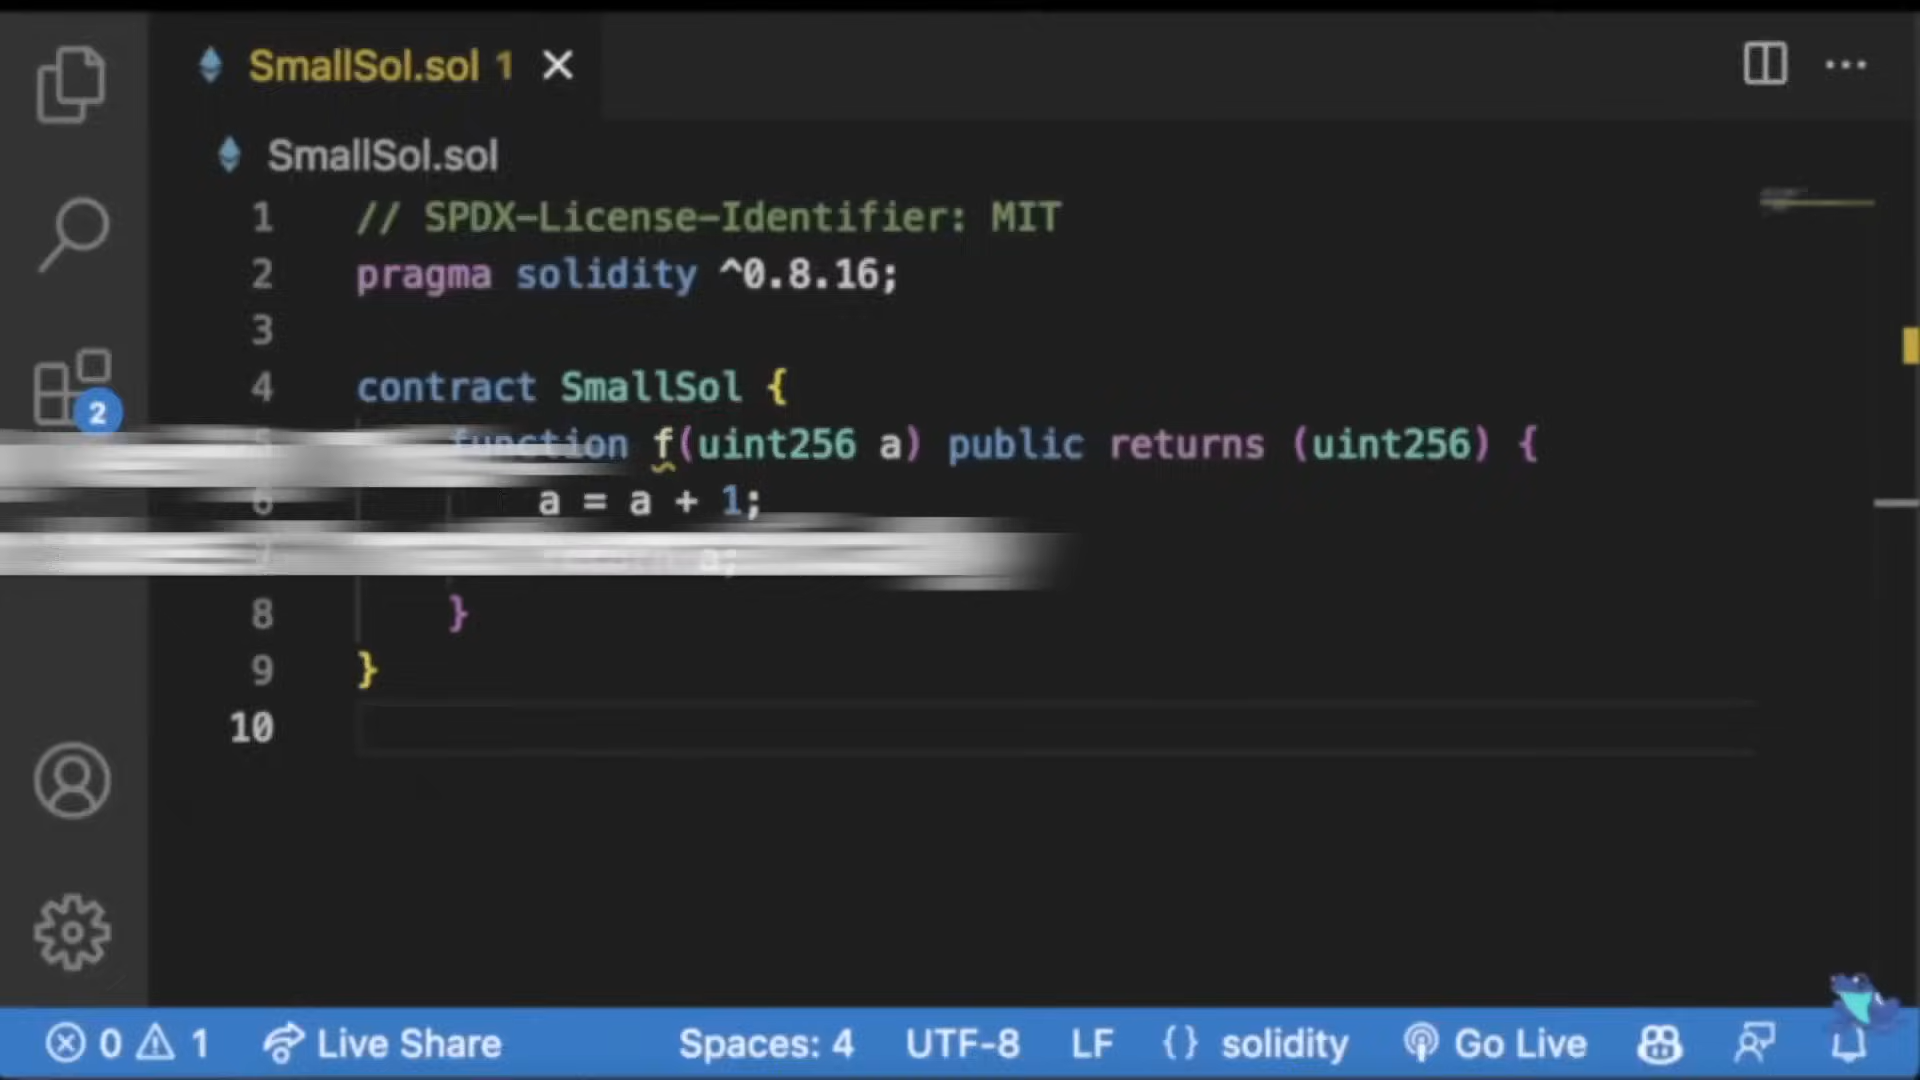 SmallSol.sol 1
SmallSol.sol
1 // SPDX-License-Identifier: MIT
2 pragma solidity ^0.8.16;
3
4 contract SmallSol {
2
5 function f(uint256 a) public returns (uint256) {
6 a = a + 1;
7 a;
8 }
9 }
10
0 1 Live Share Spaces: 4 UTF-8 LF {} solidity Go Live